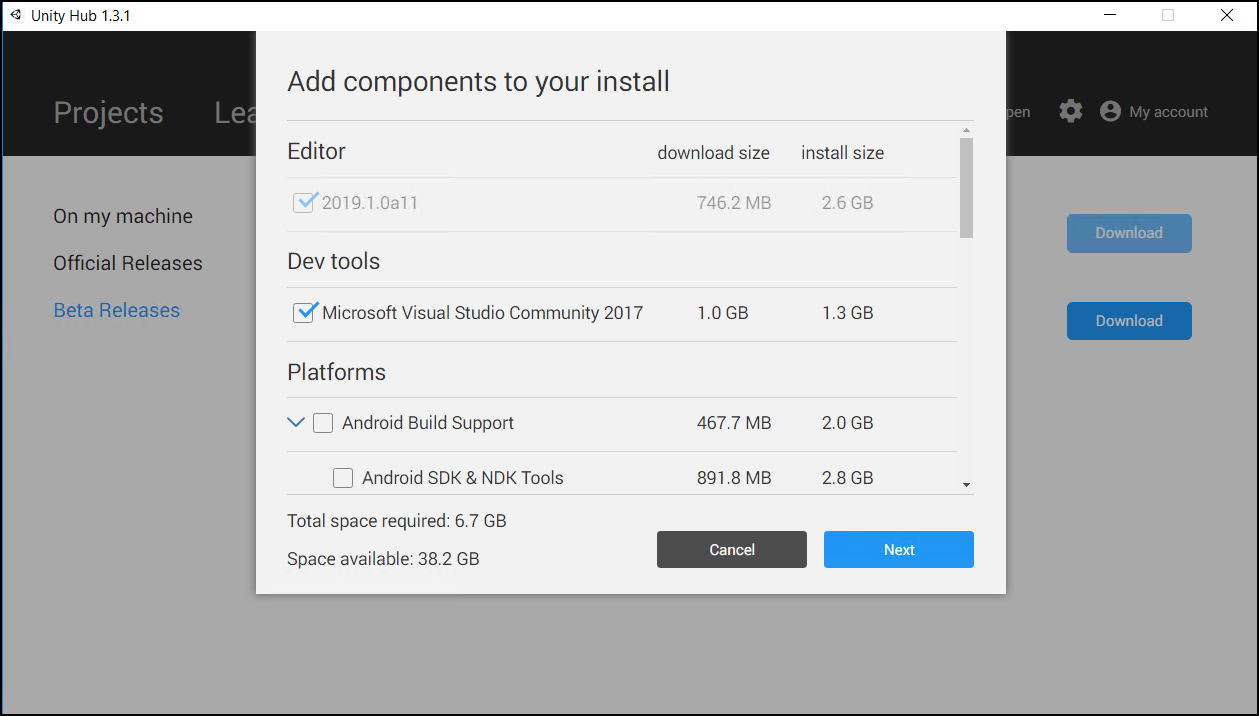 Unity Hub 1.3.1
Add components to your install
Projects
Lea
pen
My account
Editor download size install size
2019.1.0a11 746.2 MB 2.6 GB
On my machine
Official Releases
Beta Releases
Download
Download
Dev tools
Microsoft Visual Studio Community 2017 1.0 GB 1.3 GB
Platforms
Android Build Support 467.7 MB 2.0 GB
Android SDK & NDK Tools 891.8 MB 2.8 GB
Total space required: 6.7 GB
Space available: 38.2 GB
Cancel
Next